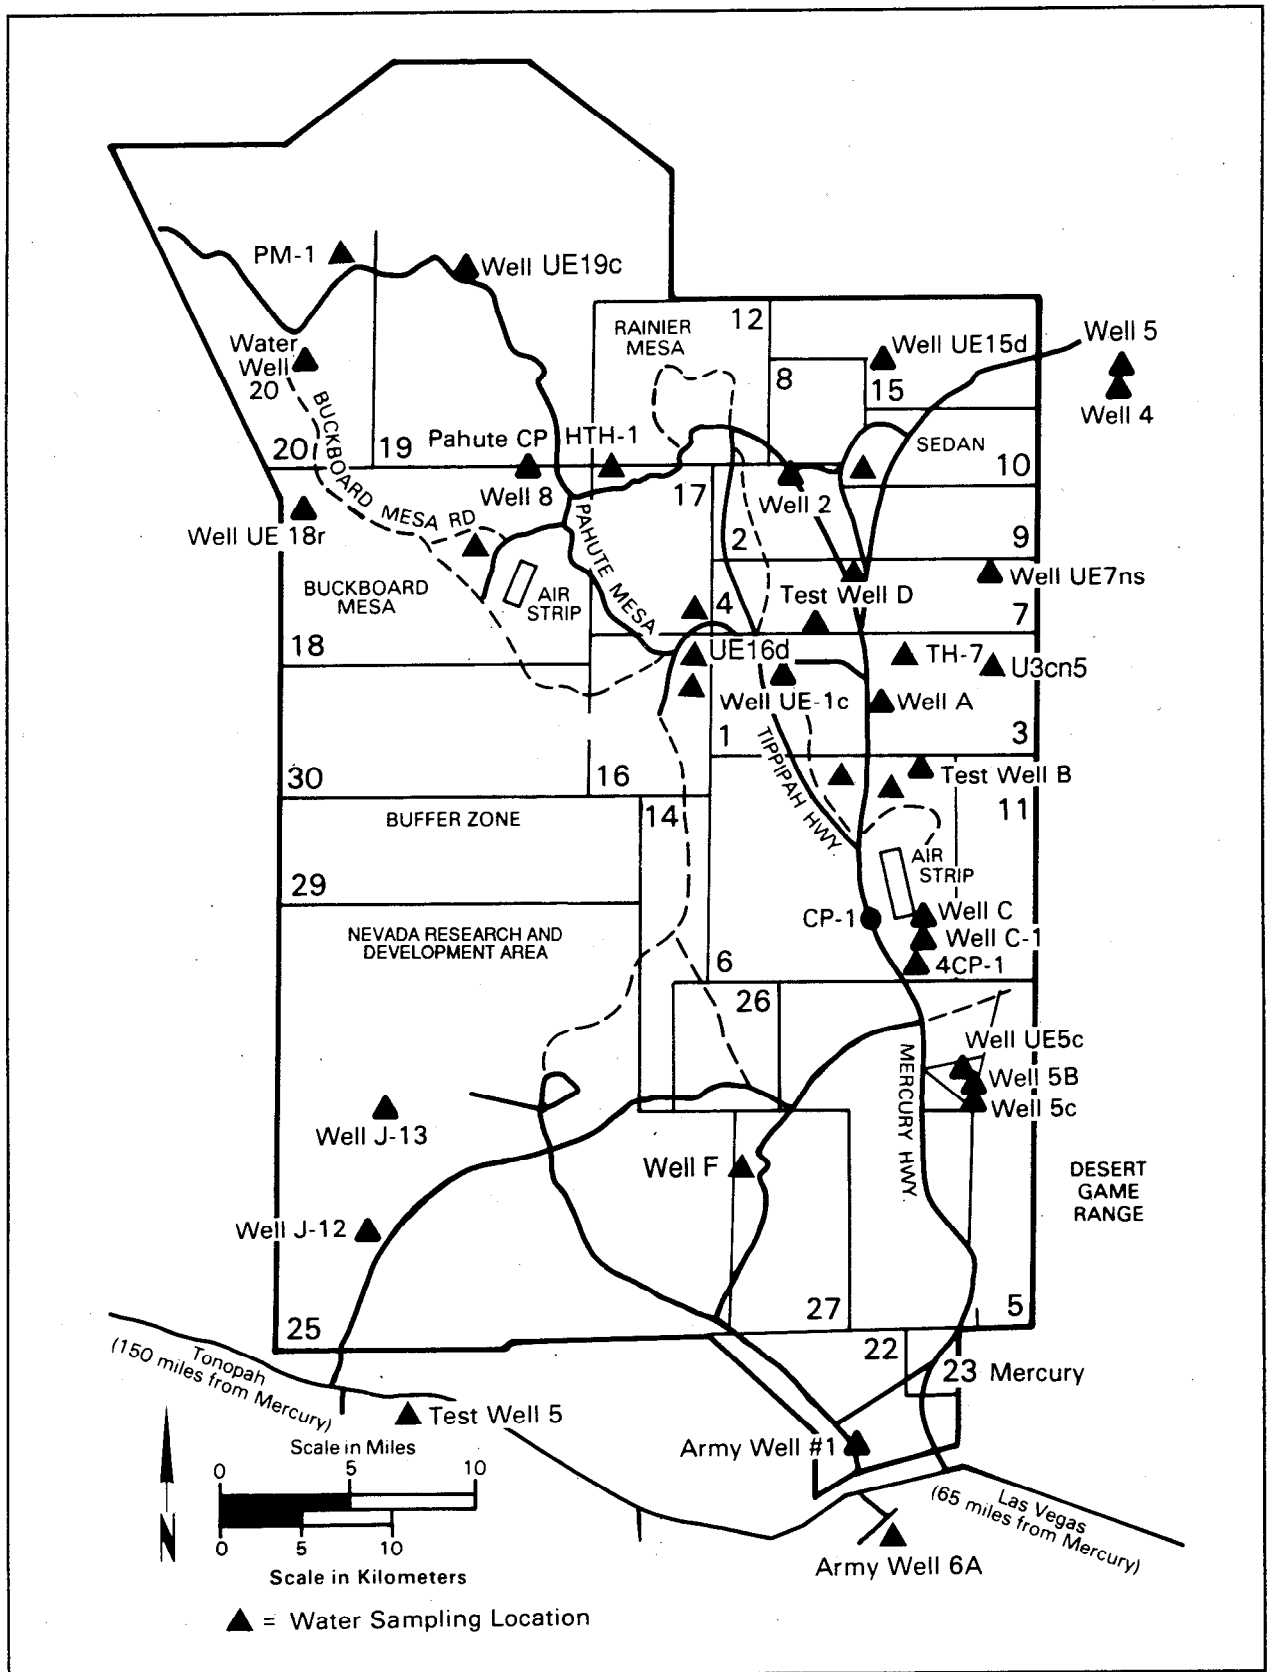 PM-1
Well UE19c
12
RAINIER
MESA
Well 5
Well UE15d
Water
Well
20
8
15
Well 4
BUCKBOARD MESA RD
Pahute CP
HTH-1
SEDAN
20
19
10
Well 8
17
Well 2
Well UE 18r
PAHUTE MESA
2
9
BUCKBOARD
MESA
AIR
STRIP
Test Well D
Well UE7ns
4
7
18
UE16d
TH-7
U3cn5
Well UE-1c
Well A
1
3
TIPPIPAH HWY.
30
16
Test Well B
BUFFER ZONE
14
11
AIR
STRIP
29
CP-1
Well C
NEVADA RESEARCH AND
DEVELOPMENT AREA
Well C-1
6
4CP-1
26
MERCURY HWY.
Well UE5c
Well 5B
Well 5c
Well J-13
Well F
DESERT
GAME
RANGE
Well J-12
27
5
25
22
Tonopah
(150 miles from Mercury)
23 Mercury
Test Well 5
Army Well #1
Scale in Miles
0 5 10
Las Vegas
(65 miles from Mercury)
N
0 5 10
Army Well 6A
Scale in Kilometers
▲ = Water Sampling Location